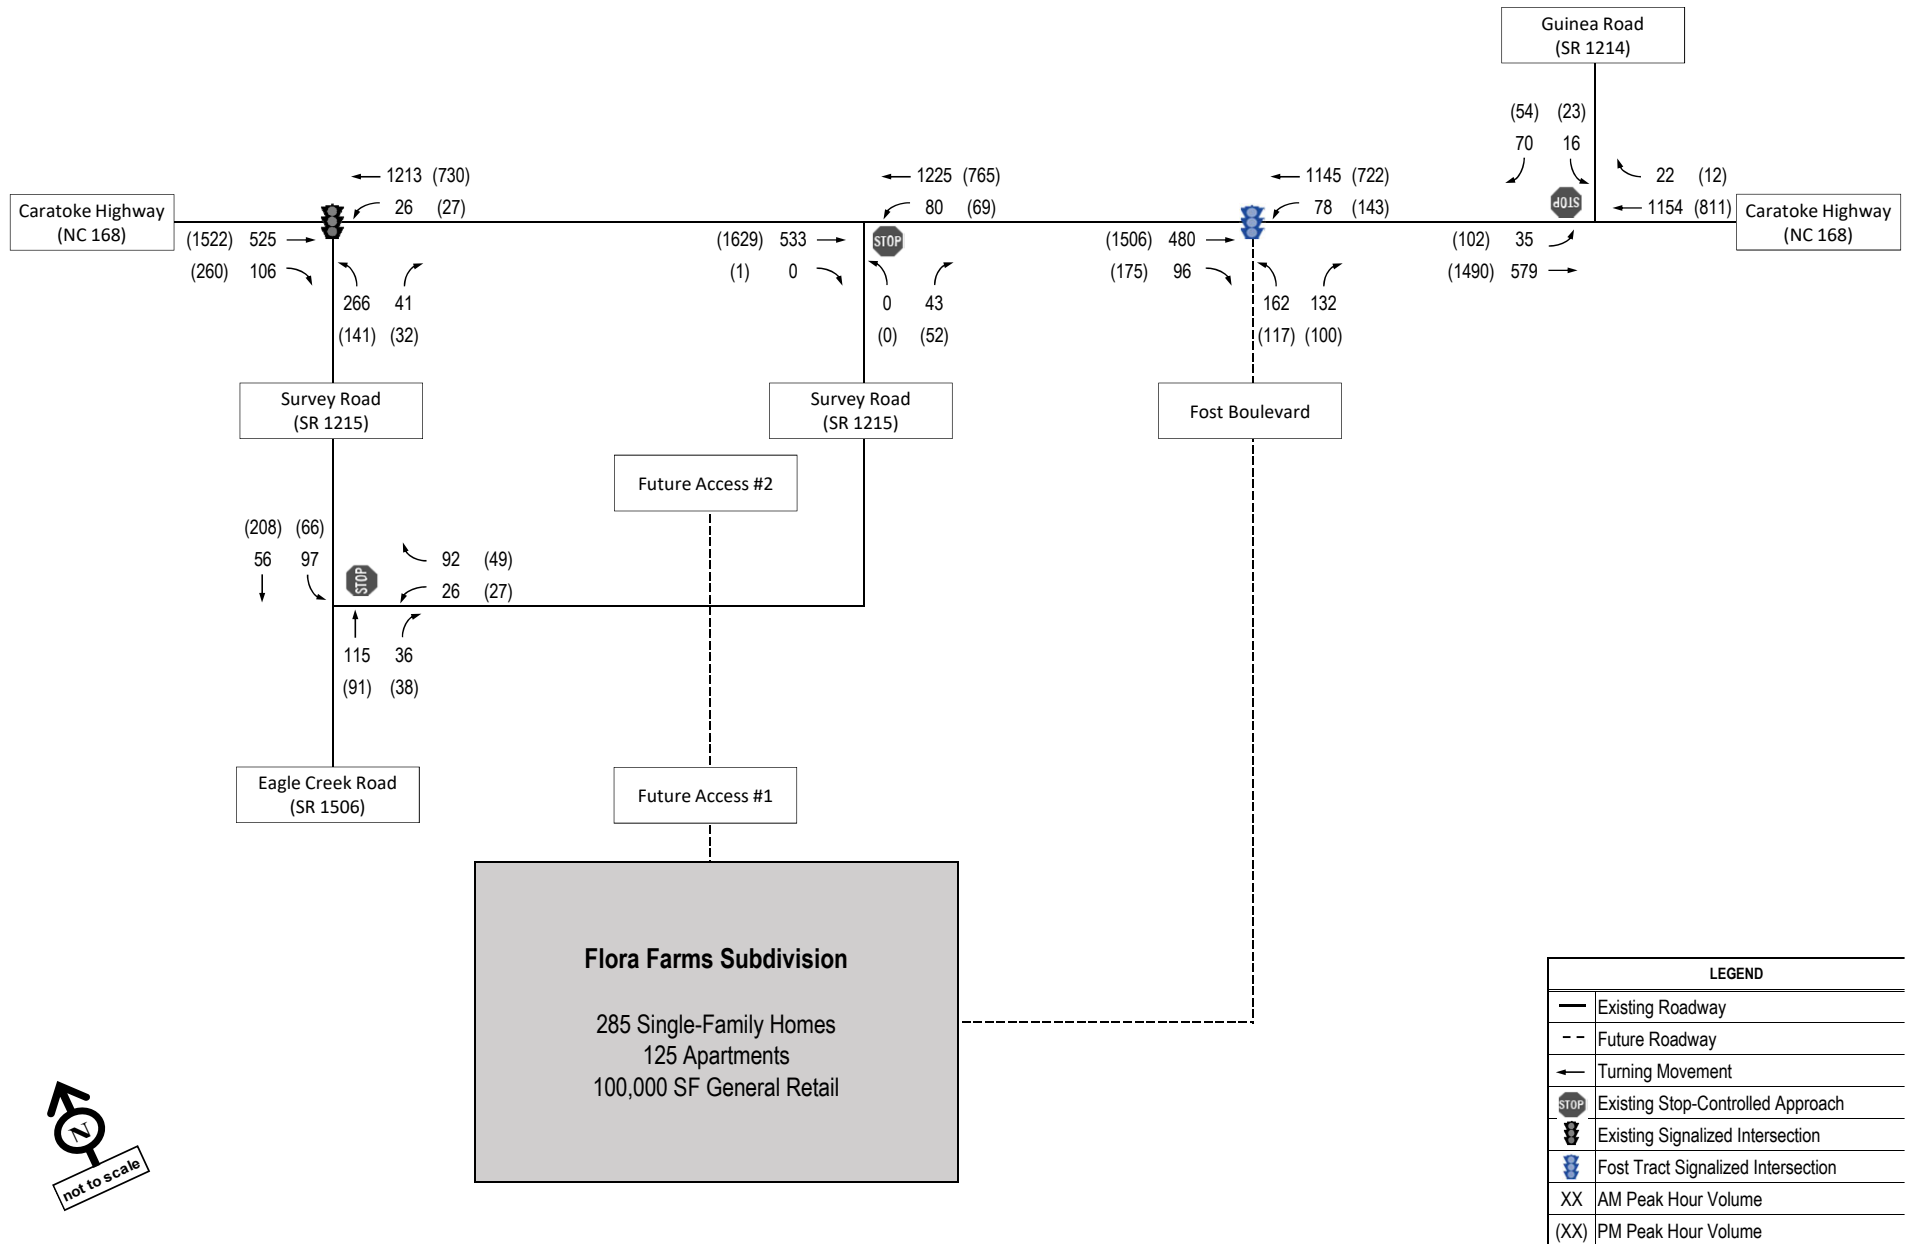 Guinea Road
(SR 1214)
(54) (23)
70 16
1213 (730)
26 (27)
1225 (765)
80 (69)
1145 (722)
78 (143)
22 (12)
1154 (811)
STOP
Caratoke Highway
(NC 168)
(1522) 525
(260) 106
(1629) 533
(1) 0
STOP
(1506) 480
(175) 96
(102) 35
(1490) 579
Caratoke Highway
(NC 168)
266 41
(141) (32)
0 43
(0) (52)
162 132
(117) (100)
Survey Road
(SR 1215)
Survey Road
(SR 1215)
Fost Boulevard
Future Access #2
(208) (66)
56 97
STOP
92 (49)
26 (27)
115 36
(91) (38)
Eagle Creek Road
(SR 1506)
Future Access #1
Flora Farms Subdivision
285 Single-Family Homes
125 Apartments
100,000 SF General Retail
N
not to scale
LEGEND
Existing Roadway
Future Roadway
Turning Movement
STOP Existing Stop-Controlled Approach
Existing Signalized Intersection
Fost Tract Signalized Intersection
XX AM Peak Hour Volume
(XX) PM Peak Hour Volume